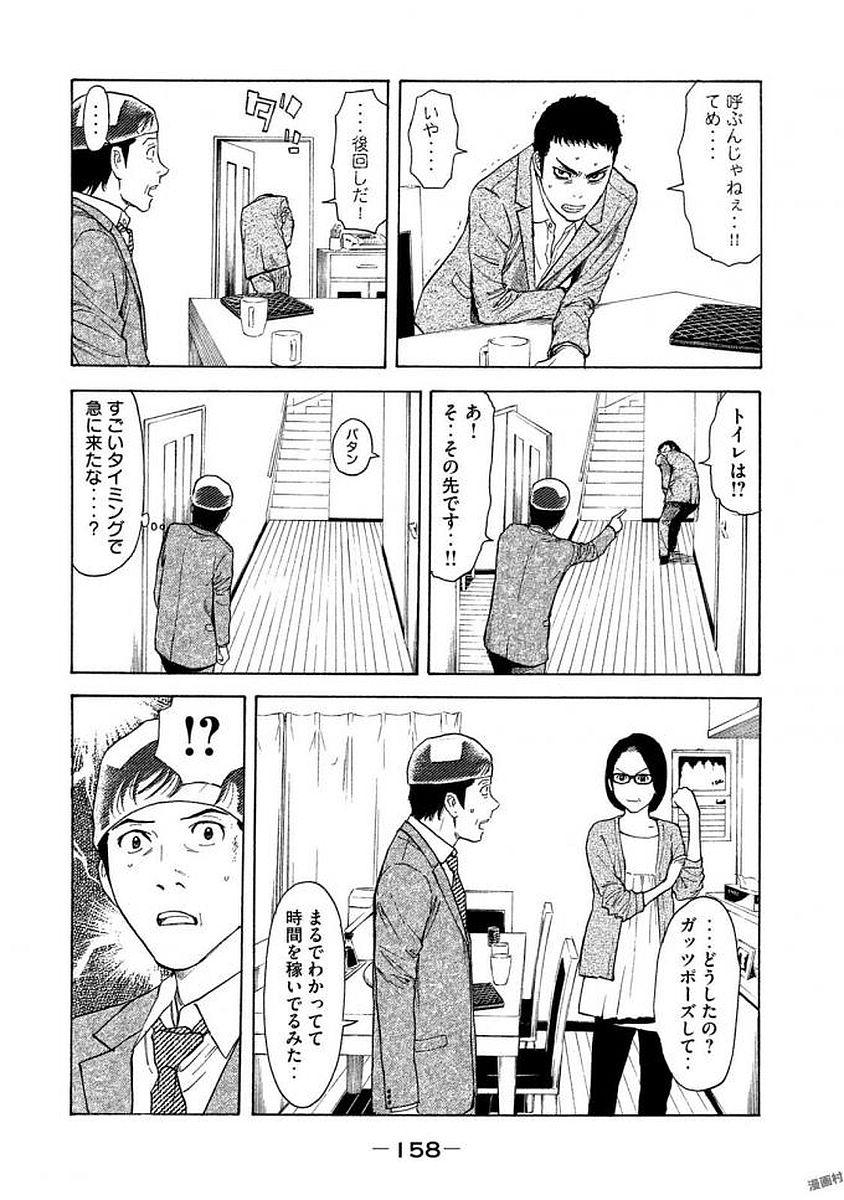 呼ぶんじゃねぇ‥!!
てめ‥‥
いや‥‥
‥‥後回しだ!
ダッ
‥‥
トイレは!?
あ!
そ‥その先です‥!!
バタン
すごいタイミングで
急に来たな‥‥?
‥‥どうしたの?
ガッツポーズして‥
まるでわかってて
時間を稼いでるみた‥
!?
－158－
漫画村